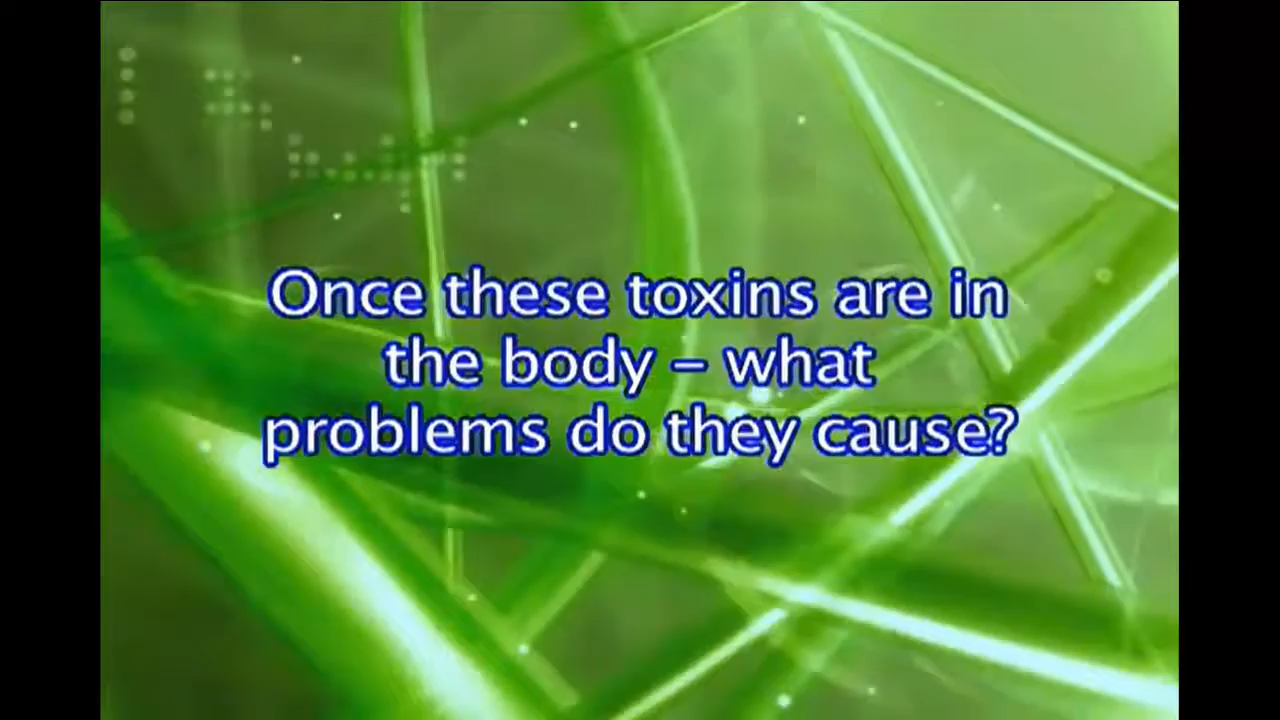 Once these toxins are in
the body – what
problems do they cause?